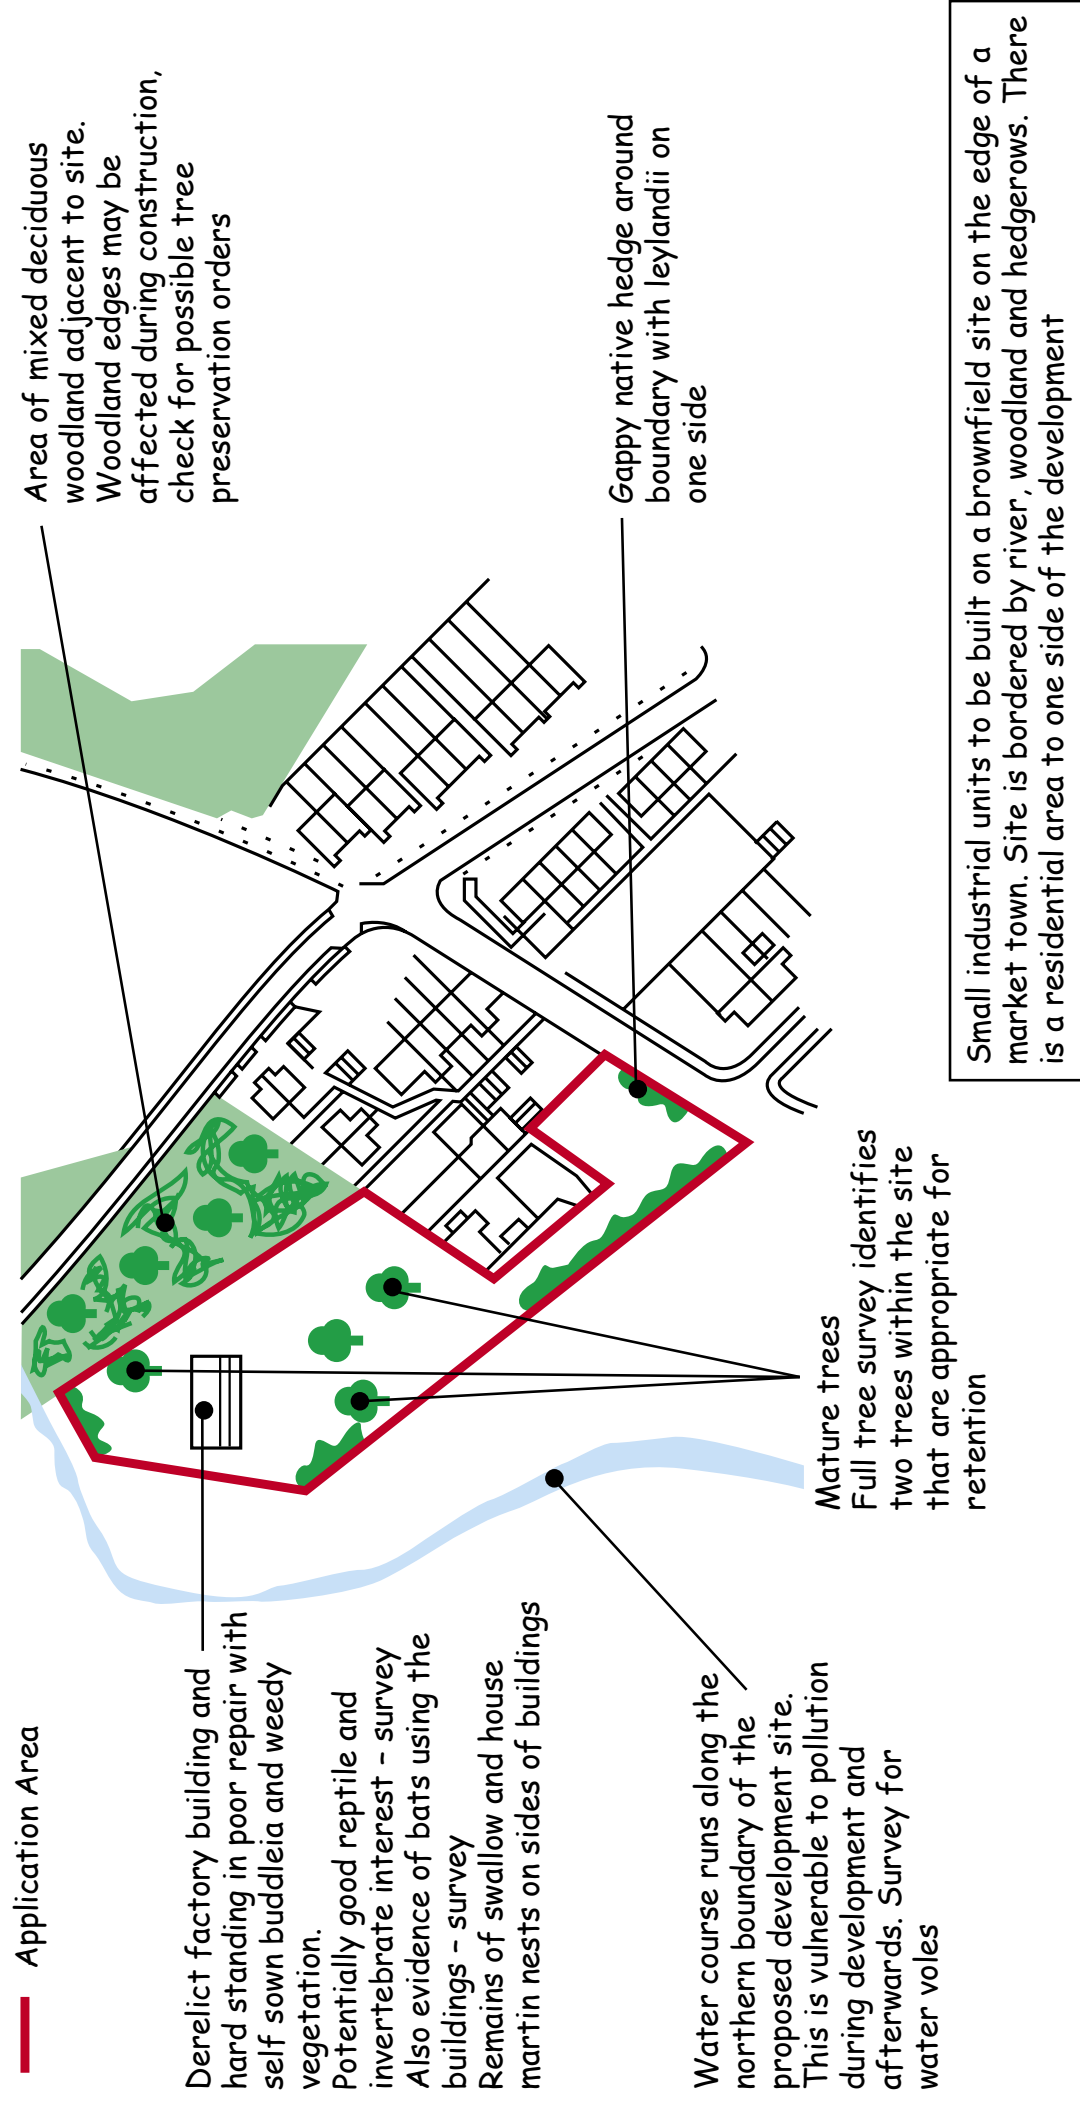 Application Area
Derelict factory building and
hard standing in poor repair with
self sown buddleia and weedy
vegetation.
Potentially good reptile and
invertebrate interest - survey
Also evidence of bats using the
buildings - survey
Remains of swallow and house
martin nests on sides of buildings
Water course runs along the
northern boundary of the
proposed development site.
This is vulnerable to pollution
during development and
afterwards. Survey for
water voles
Mature trees
Full tree survey identifies
two trees within the site
that are appropriate for
retention
Area of mixed deciduous
woodland adjacent to site.
Woodland edges may be
affected during construction,
check for possible tree
preservation orders
Gappy native hedge around
boundary with leylandii on
one side
Small industrial units to be built on a brownfield site on the edge of a
market town. Site is bordered by river, woodland and hedgerows. There
is a residential area to one side of the development